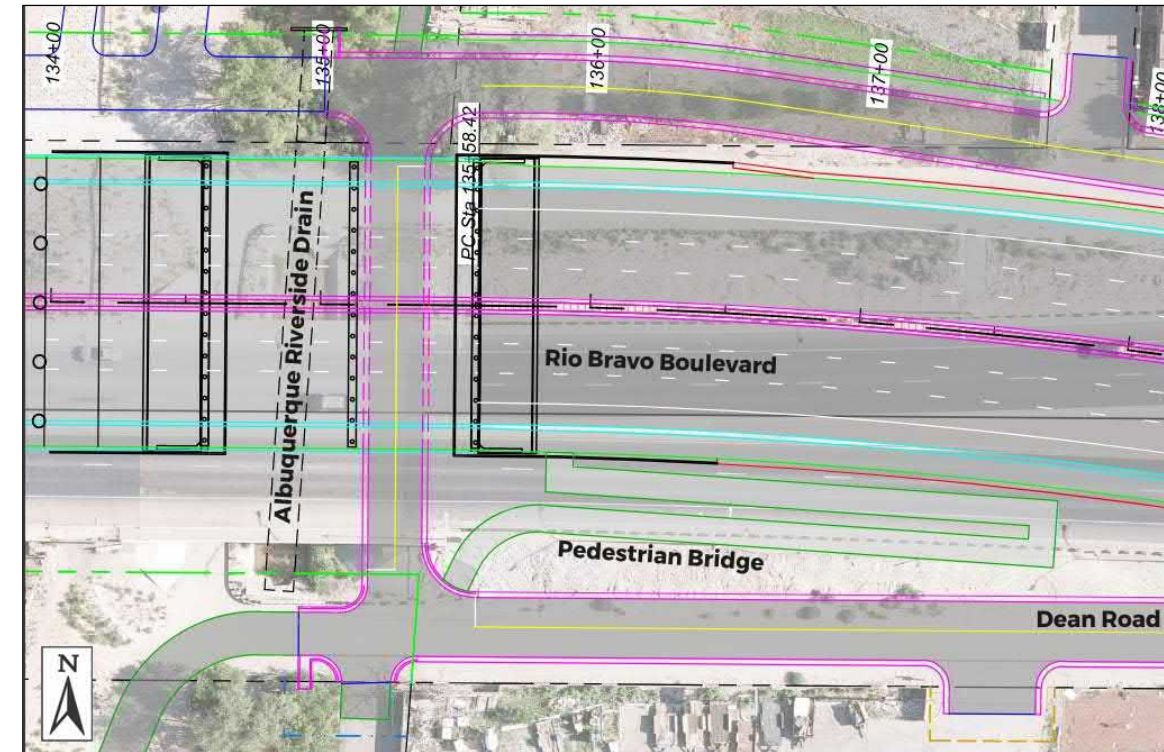 134+00
135+00
136+00
137+00
138+00
PC Sta 135+58.42
Albuquerque Riverside Drain
Rio Bravo Boulevard
Pedestrian Bridge
Dean Road
N